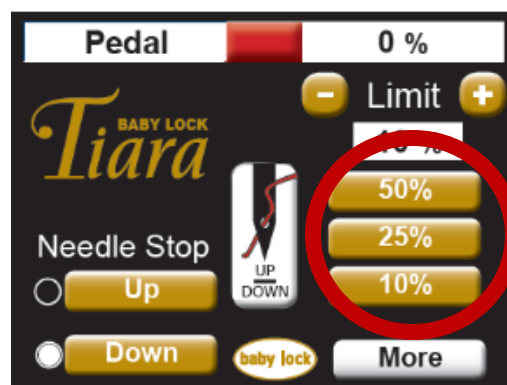 Pedal
0 %
- Limit +
BABY LOCK
Tiara
50%
25%
10%
Needle Stop
UP
DOWN
Up
Down
baby lock
More